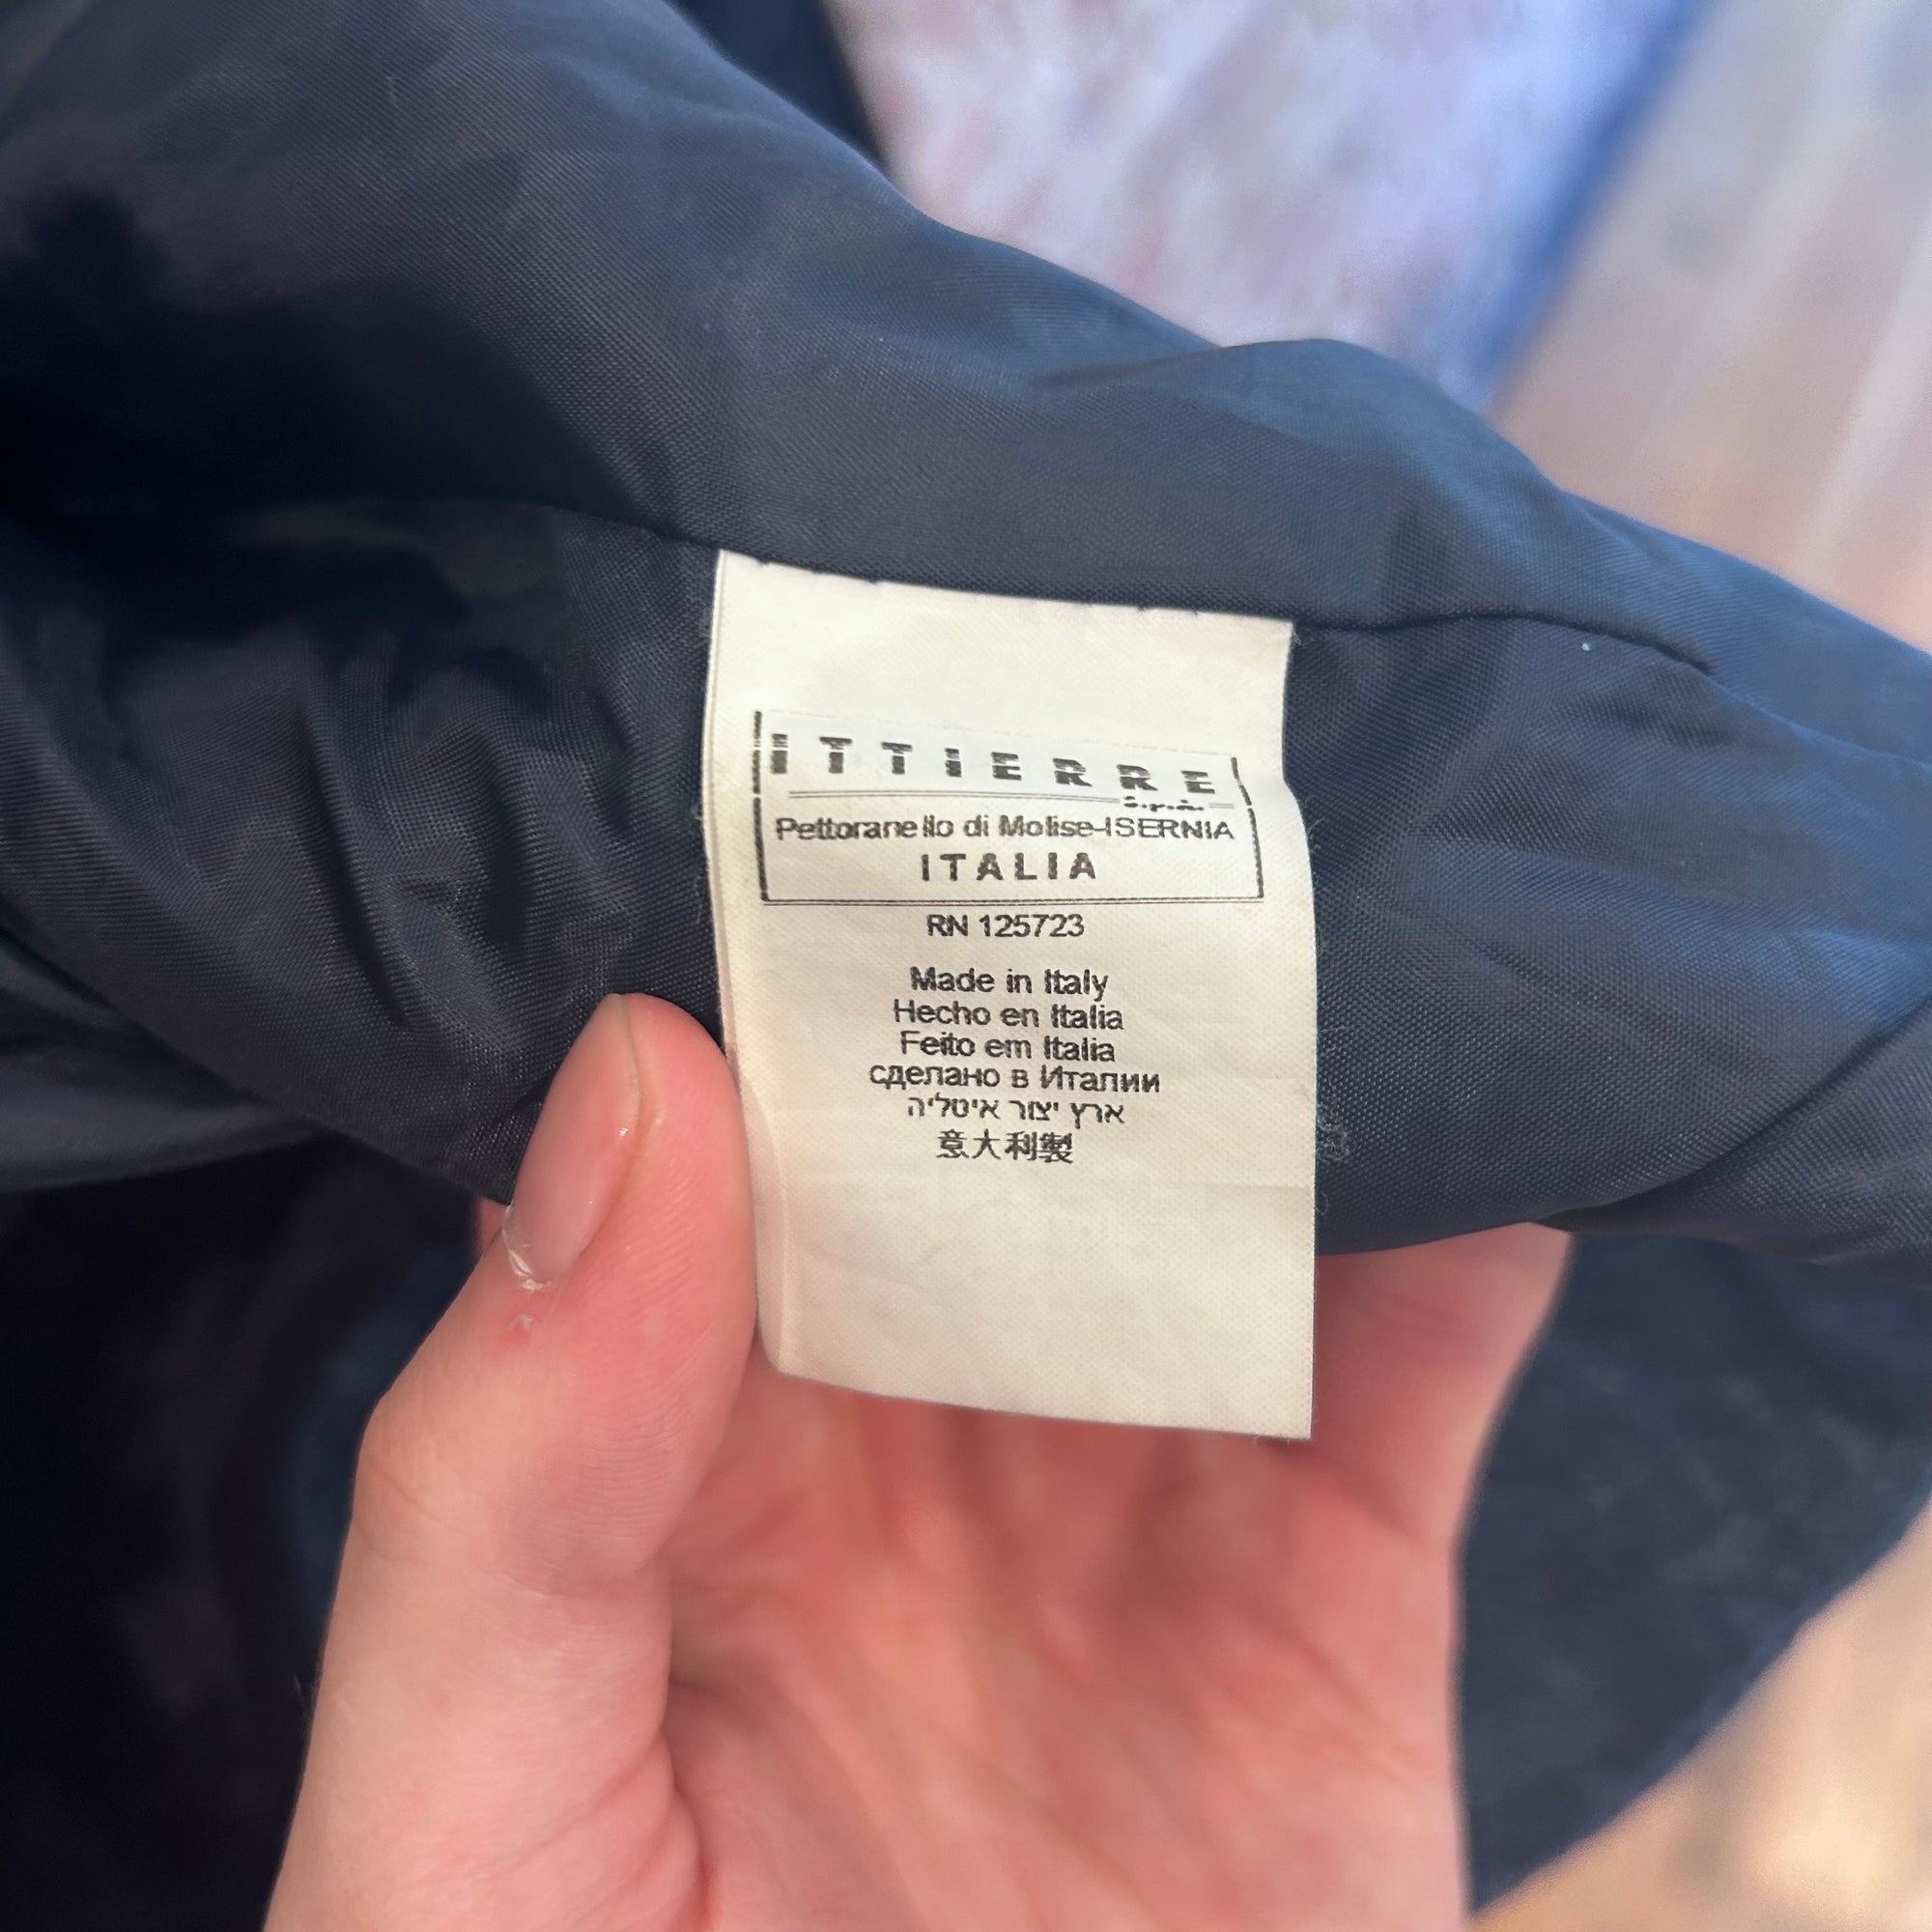 ITTIERRE
s.p.a.
Pettoranello di Molise-ISERNIA
ITALIA
RN 125723
Made in Italy
Hecho en Italia
Feito em Italia
сделано в Италии
ארץ יצור איטליה
意大利製